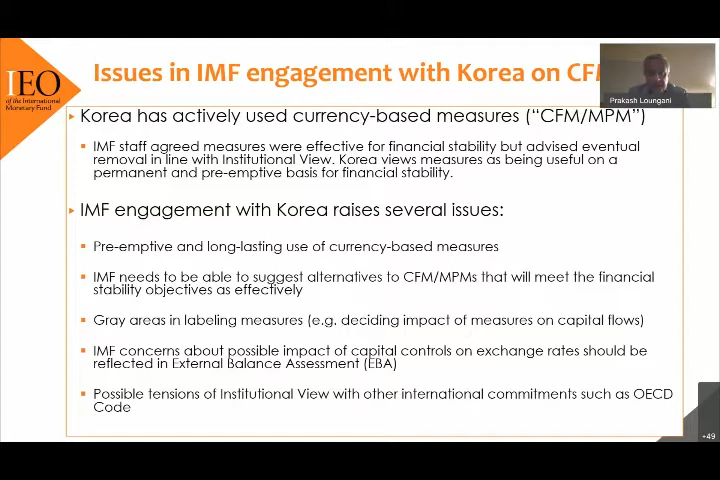 IEO
of the International
Monetary Fund
Issues in IMF engagement with Korea on CF
Prakash Loungani
Korea has actively used currency-based measures (“CFM/MPM”)
IMF staff agreed measures were effective for financial stability but advised eventual
removal in line with Institutional View. Korea views measures as being useful on a
permanent and pre-emptive basis for financial stability.
IMF engagement with Korea raises several issues:
Pre-emptive and long-lasting use of currency-based measures
IMF needs to be able to suggest alternatives to CFM/MPMs that will meet the financial
stability objectives as effectively
Gray areas in labeling measures (e.g. deciding impact of measures on capital flows)
IMF concerns about possible impact of capital controls on exchange rates should be
reflected in External Balance Assessment (EBA)
Possible tensions of Institutional View with other international commitments such as OECD
Code
+49